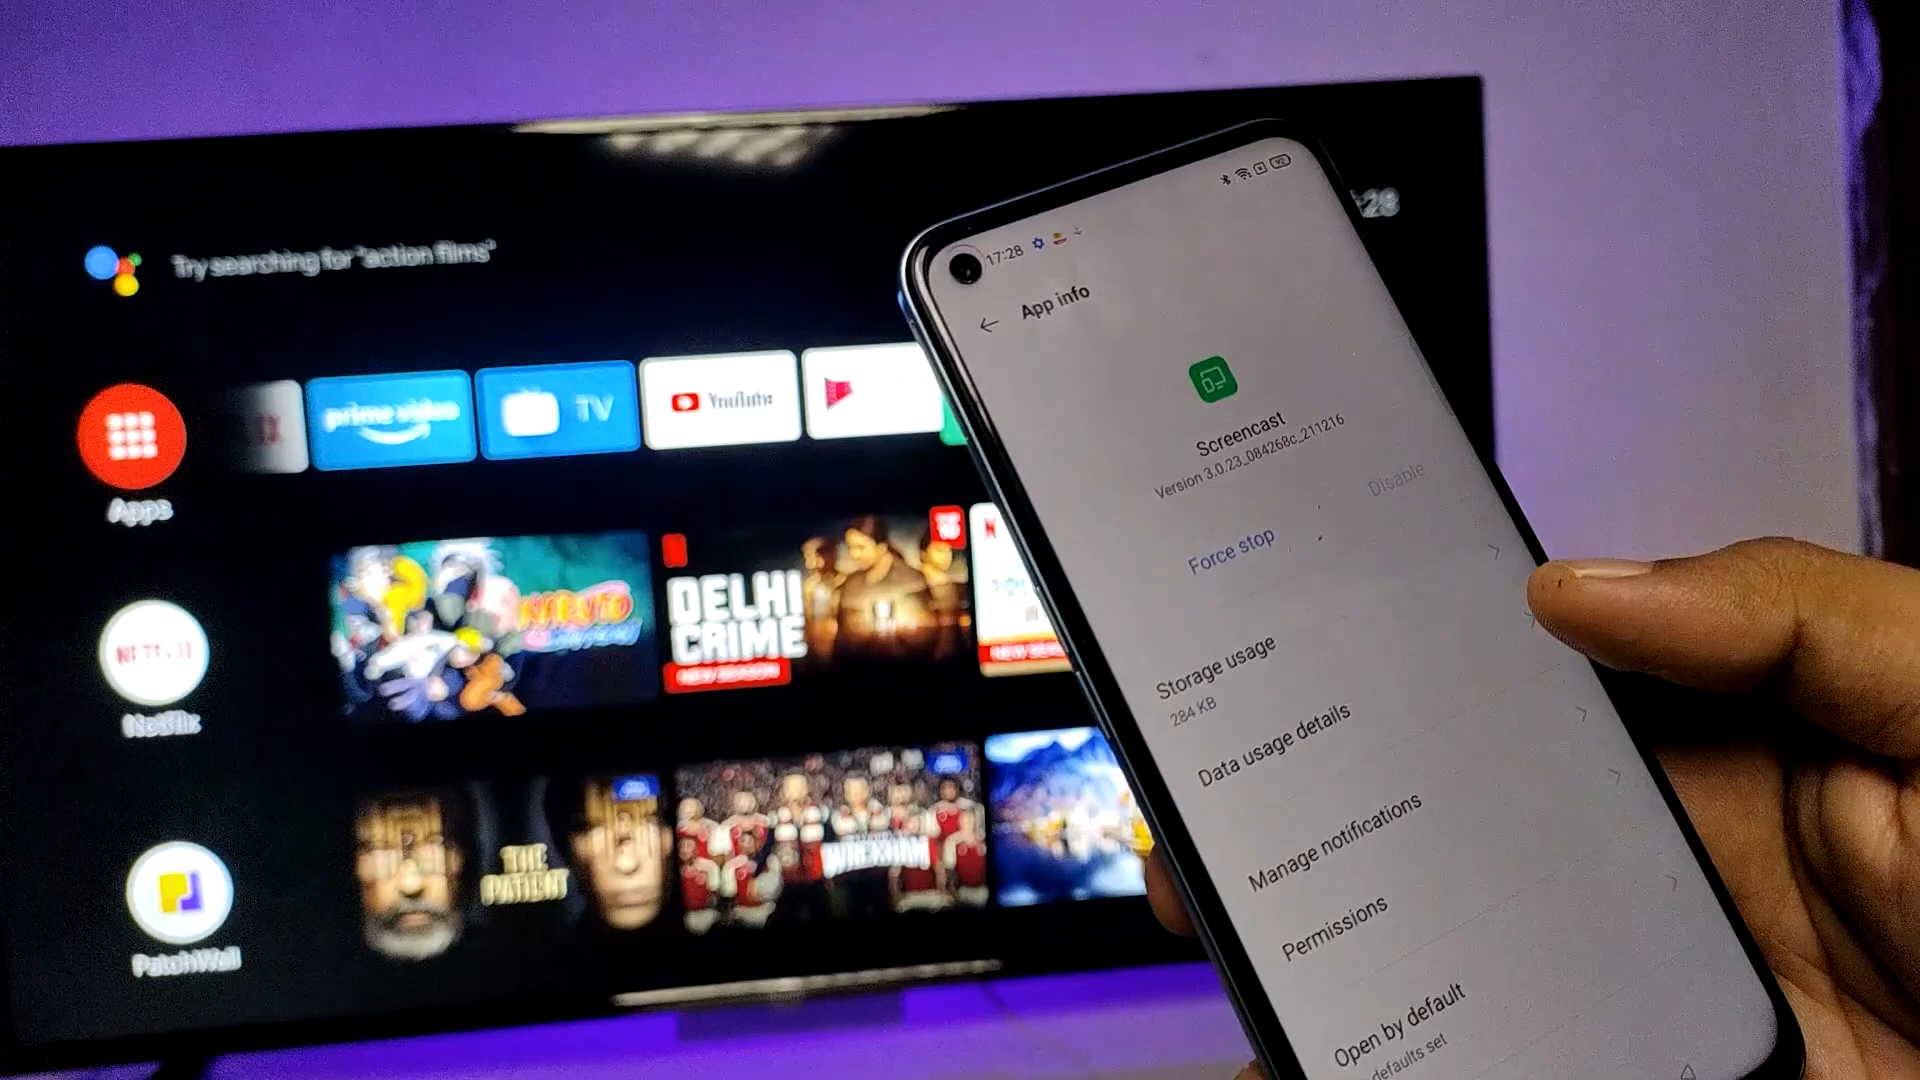 Try searching for "action films"
:28
prime video
TV
YouTube
Apps
NARUTO
DELHI
CRIME
NEW SEASON
NETFLIX
Netflix
THE
PATIENT
WREXHAM
PatchWall
17:28
92
App info
Screencast
Version 3.0.23_084268c_211216
Force stop
Disable
Storage usage
284 KB
Data usage details
Manage notifications
Permissions
Open by default
defaults set